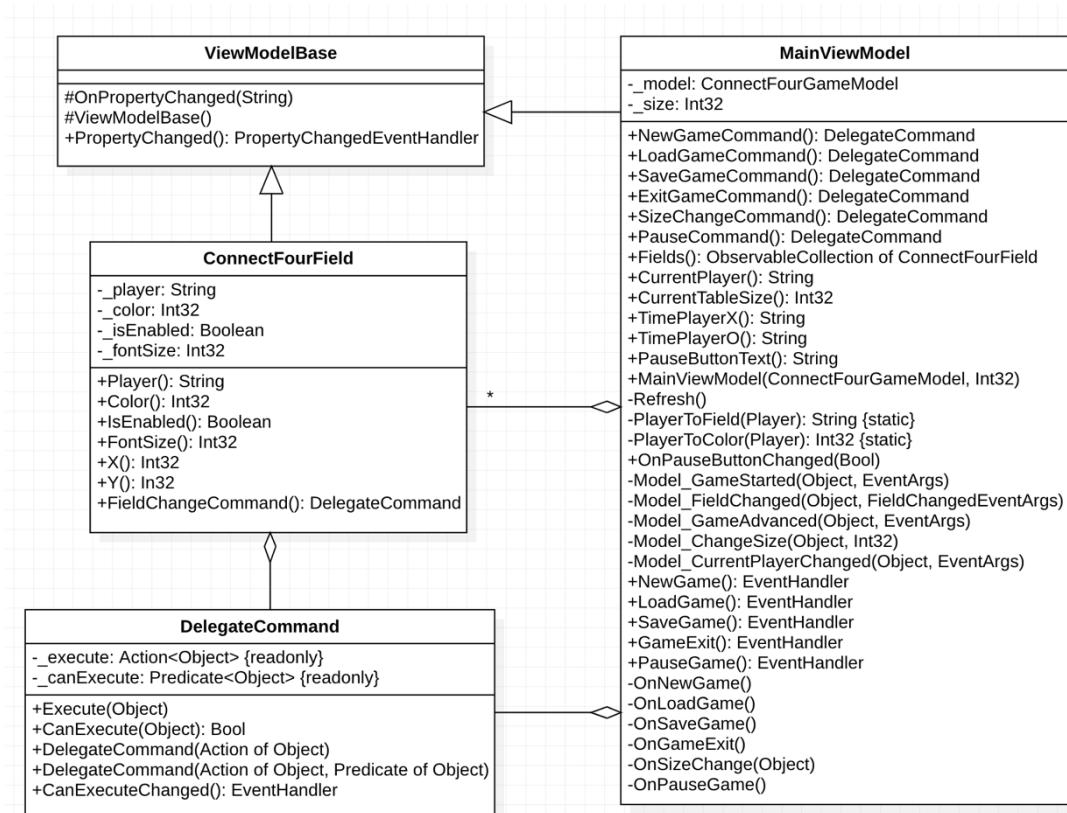 ViewModelBase
#OnPropertyChanged(String)
#ViewModelBase()
+PropertyChanged(): PropertyChangedEventHandler
ConnectFourField
-_player: String
-_color: Int32
-_isEnabled: Boolean
-_fontSize: Int32
+Player(): String
+Color(): Int32
+IsEnabled(): Boolean
+FontSize(): Int32
+X(): Int32
+Y(): In32
+FieldChangeCommand(): DelegateCommand
*
DelegateCommand
-_execute: Action<Object> {readonly}
-_canExecute: Predicate<Object> {readonly}
+Execute(Object)
+CanExecute(Object): Bool
+DelegateCommand(Action of Object)
+DelegateCommand(Action of Object, Predicate of Object)
+CanExecuteChanged(): EventHandler
MainViewModel
-_model: ConnectFourGameModel
-_size: Int32
+NewGameCommand(): DelegateCommand
+LoadGameCommand(): DelegateCommand
+SaveGameCommand(): DelegateCommand
+ExitGameCommand(): DelegateCommand
+SizeChangeCommand(): DelegateCommand
+PauseCommand(): DelegateCommand
+Fields(): ObservableCollection of ConnectFourField
+CurrentPlayer(): String
+CurrentTableSize(): Int32
+TimePlayerX(): String
+TimePlayerO(): String
+PauseButtonText(): String
+MainViewModel(ConnectFourGameModel, Int32)
-Refresh()
-PlayerToField(Player): String {static}
-PlayerToColor(Player): Int32 {static}
+OnPauseButtonChanged(Bool)
-Model_GameStarted(Object, EventArgs)
-Model_FieldChanged(Object, FieldChangedEventArgs)
-Model_GameAdvanced(Object, EventArgs)
-Model_ChangeSize(Object, Int32)
-Model_CurrentPlayerChanged(Object, EventArgs)
+NewGame(): EventHandler
+LoadGame(): EventHandler
+SaveGame(): EventHandler
+GameExit(): EventHandler
+PauseGame(): EventHandler
-OnNewGame()
-OnLoadGame()
-OnSaveGame()
-OnGameExit()
-OnSizeChange(Object)
-OnPauseGame()